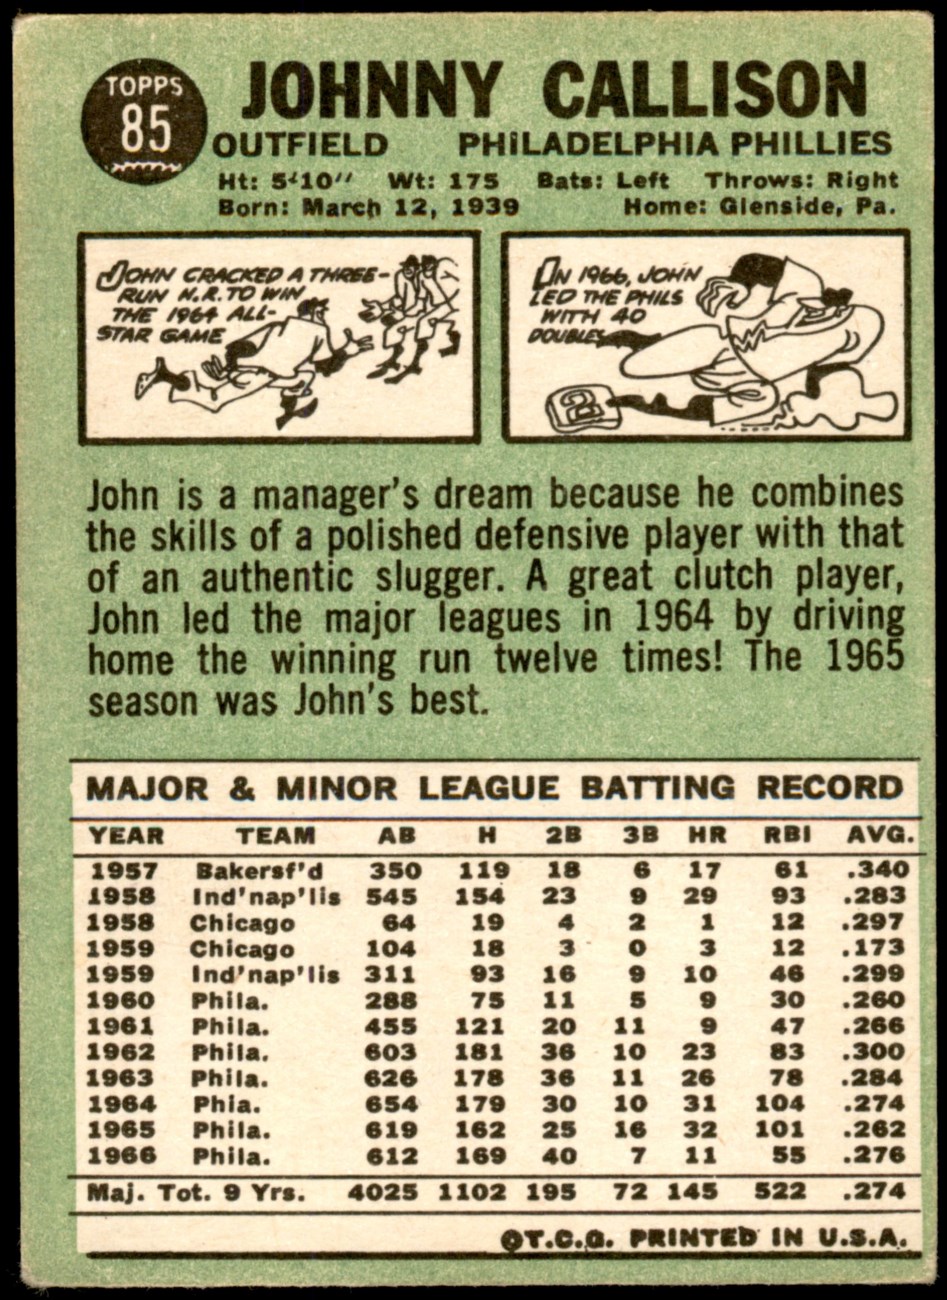 TOPPS
85
JOHNNY CALLISON
OUTFIELD PHILADELPHIA PHILLIES
Ht: 5'10" Wt: 175 Bats: Left Throws: Right
Born: March 12, 1939 Home: Glenside, Pa.
JOHN CRACKED A THREE-
RUN H.R. TO WIN
THE 1964 ALL-
STAR GAME
IN 1966, JOHN
LED THE PHILS
WITH 40
DOUBLES
2
John is a manager's dream because he combines
the skills of a polished defensive player with that
of an authentic slugger. A great clutch player,
John led the major leagues in 1964 by driving
home the winning run twelve times! The 1965
season was John's best.
MAJOR & MINOR LEAGUE BATTING RECORD
YEAR TEAM AB H 2B 3B HR RBI AVG.
1957 Bakersf'd 350 119 18 6 17 61 .340
1958 Ind'nap'lis 545 154 23 9 29 93 .283
1958 Chicago 64 19 4 2 1 12 .297
1959 Chicago 104 18 3 0 3 12 .173
1959 Ind'nap'lis 311 93 16 9 10 46 .299
1960 Phila. 288 75 11 5 9 30 .260
1961 Phila. 455 121 20 11 9 47 .266
1962 Phila. 603 181 36 10 23 83 .300
1963 Phila. 626 178 36 11 26 78 .284
1964 Phia. 654 179 30 10 31 104 .274
1965 Phila. 619 162 25 16 32 101 .262
1966 Phila. 612 169 40 7 11 55 .276
Maj. Tot. 9 Yrs. 4025 1102 195 72 145 522 .274
©T.C.G. PRINTED IN U.S.A.